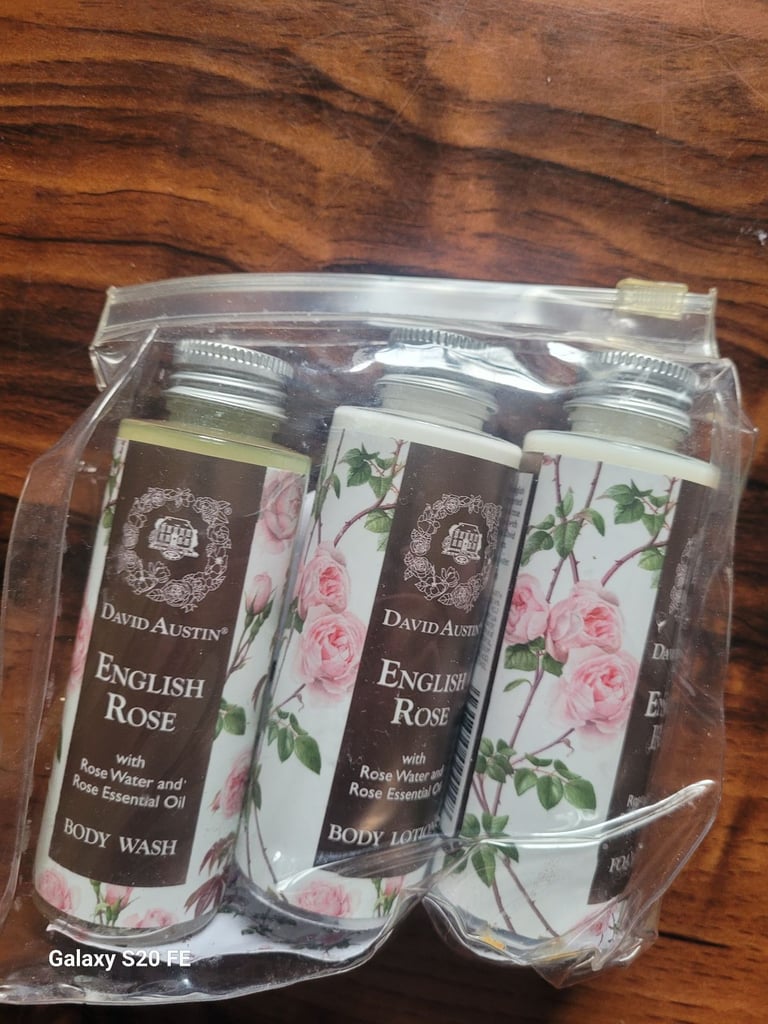 DAVID AUSTIN®
ENGLISH
ROSE
with
Rose Water and
Rose Essential Oil
BODY WASH
DAVID AUSTIN
ENGLISH
ROSE
with
Rose Water and
Rose Essential Oil
BODY LOTION
Galaxy S20 FE